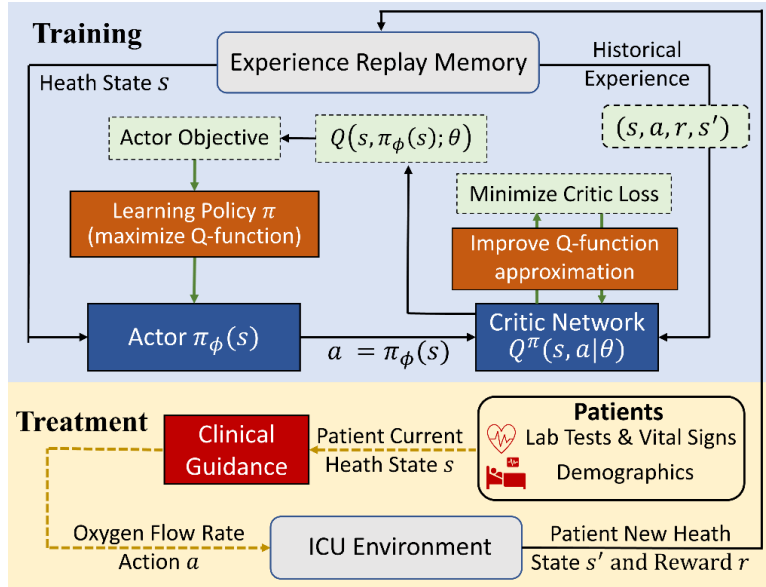 Training
Experience Replay Memory
Heath State s
Historical
Experience
(s, a, r, s′)
Actor Objective
Q(s, π_ϕ(s); θ)
Minimize Critic Loss
Learning Policy π
(maximize Q-function)
Improve Q-function
approximation
Actor π_ϕ(s)
a = π_ϕ(s)
Critic Network
Q^π(s, a|θ)
Treatment
Clinical
Guidance
Patient Current
Heath State s
Patients
Lab Tests & Vital Signs
Demographics
Oxygen Flow Rate
Action a
ICU Environment
Patient New Heath
State s′ and Reward r